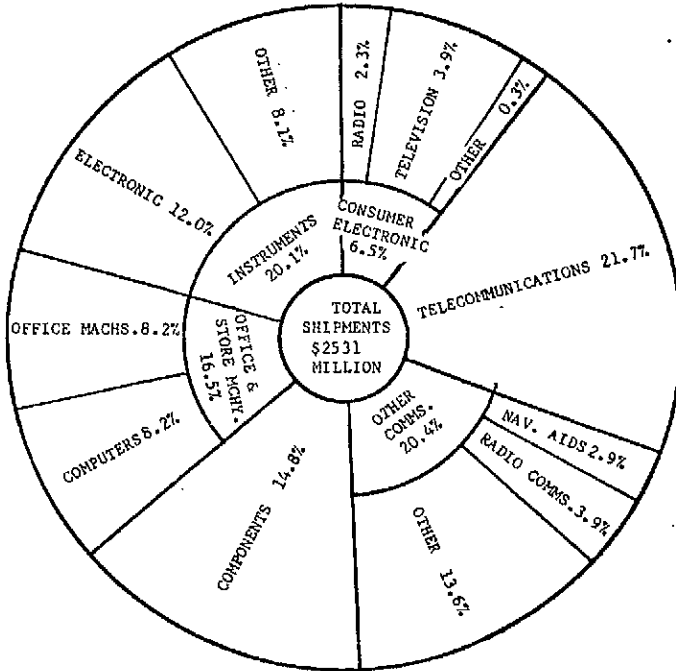 TOTAL
SHIPMENTS
$2531
MILLION
CONSUMER
ELECTRONIC
6.5%
RADIO 2.3%
TELEVISION 3.9%
OTHER 0.3%
TELECOMMUNICATIONS 21.7%
OTHER
COMMS.
20.4%
NAV. AIDS 2.9%
RADIO COMMS. 3.9%
OTHER 13.6%
COMPONENTS 14.8%
OFFICE &
STORE MCHY.
16.5%
COMPUTERS 8.2%
OFFICE MACHS. 8.2%
INSTRUMENTS
20.1%
ELECTRONIC 12.0%
OTHER 8.1%